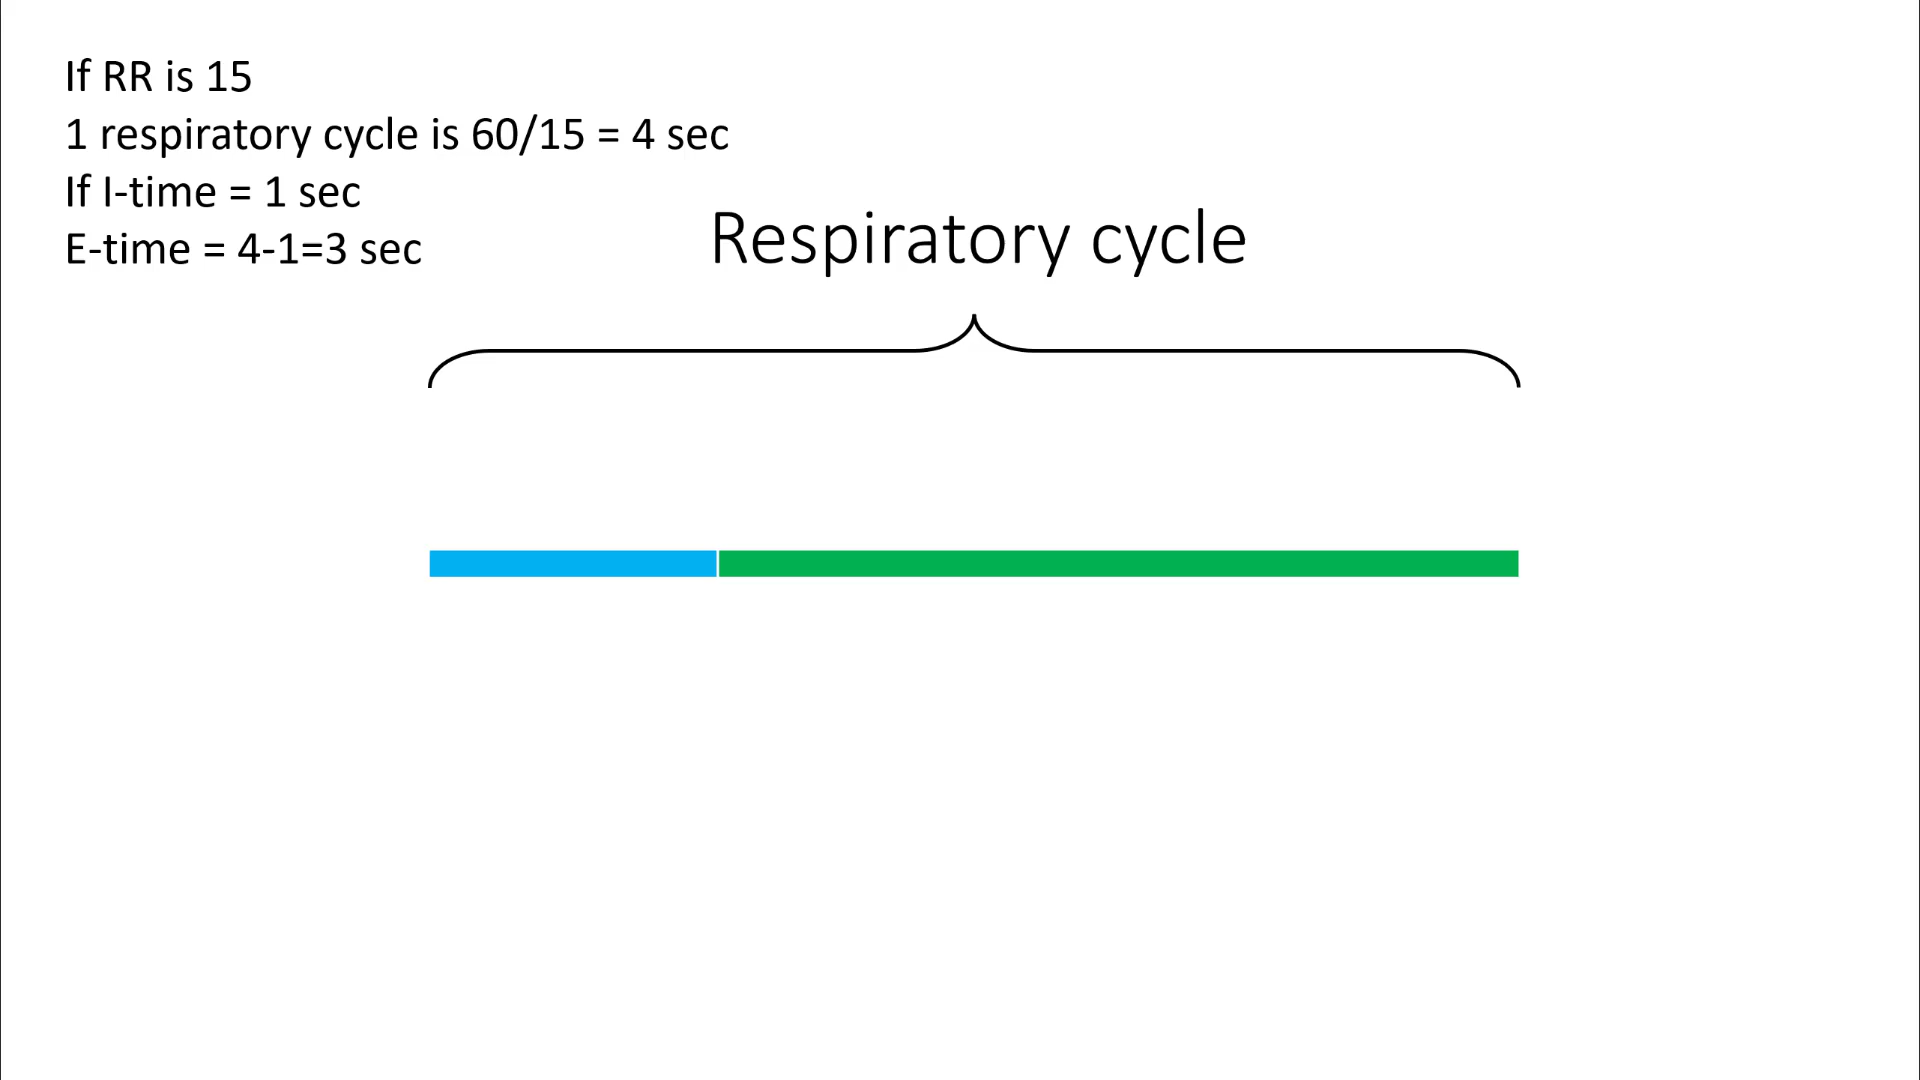 If RR is 15
1 respiratory cycle is 60/15 = 4 sec
If I-time = 1 sec
E-time = 4-1=3 sec
Respiratory cycle